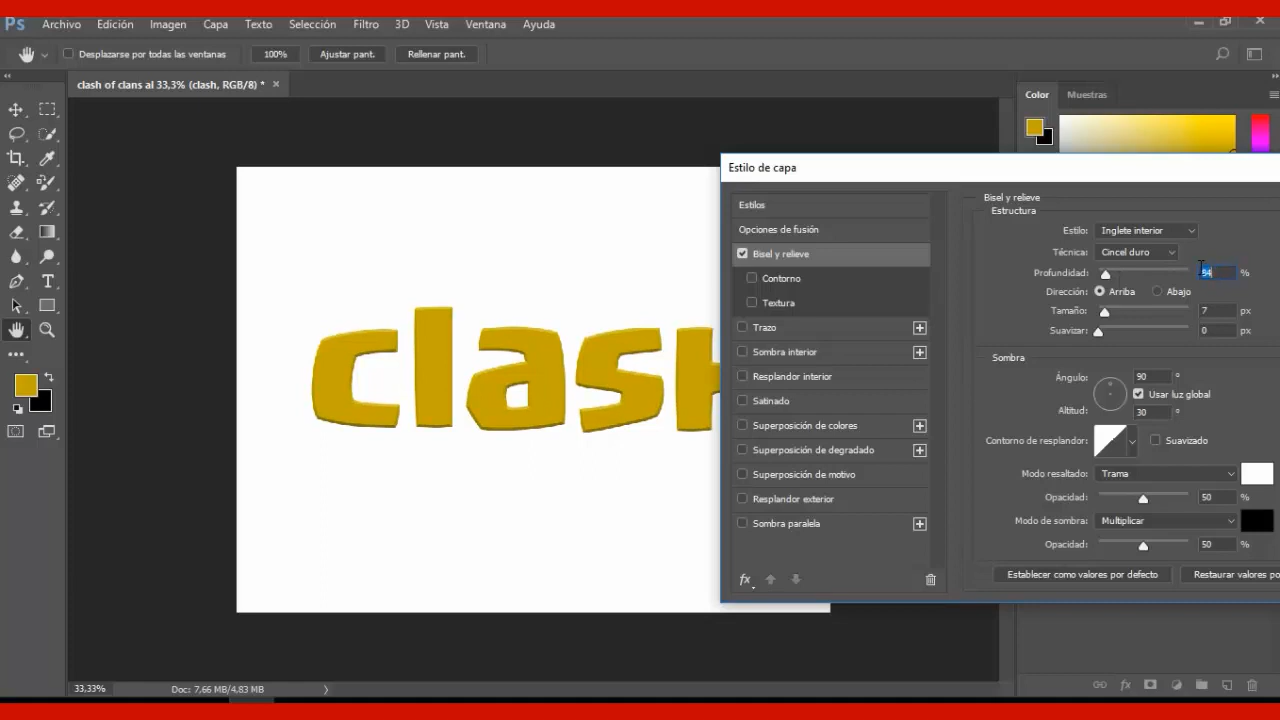 Ps Archivo Edición Imagen Capa Texto Selección Filtro 3D Vista Ventana Ayuda
Desplazarse por todas las ventanas 100% Ajustar pant. Rellenar pant.
clash of clans al 33,3% (clash, RGB/8) *
Color Muestras
Estilo de capa
Estilos
Opciones de fusión
Bisel y relieve
Contorno
Textura
Trazo
Sombra interior
Resplandor interior
Satinado
Superposición de colores
Superposición de degradado
Superposición de motivo
Resplandor exterior
Sombra paralela
fx
Bisel y relieve
Estructura
Estilo: Inglete interior
Técnica: Cincel duro
Profundidad: 94 %
Dirección: Arriba Abajo
Tamaño: 7 px
Suavizar: 0 px
Sombra
Ángulo: 90 °
Usar luz global
Altitud: 30 °
Contorno de resplandor: Suavizado
Modo resaltado: Trama
Opacidad: 50 %
Modo de sombra: Multiplicar
Opacidad: 50 %
Establecer como valores por defecto Restaurar valores po
clash
33,33% Doc: 7,66 MB/4,83 MB
fx